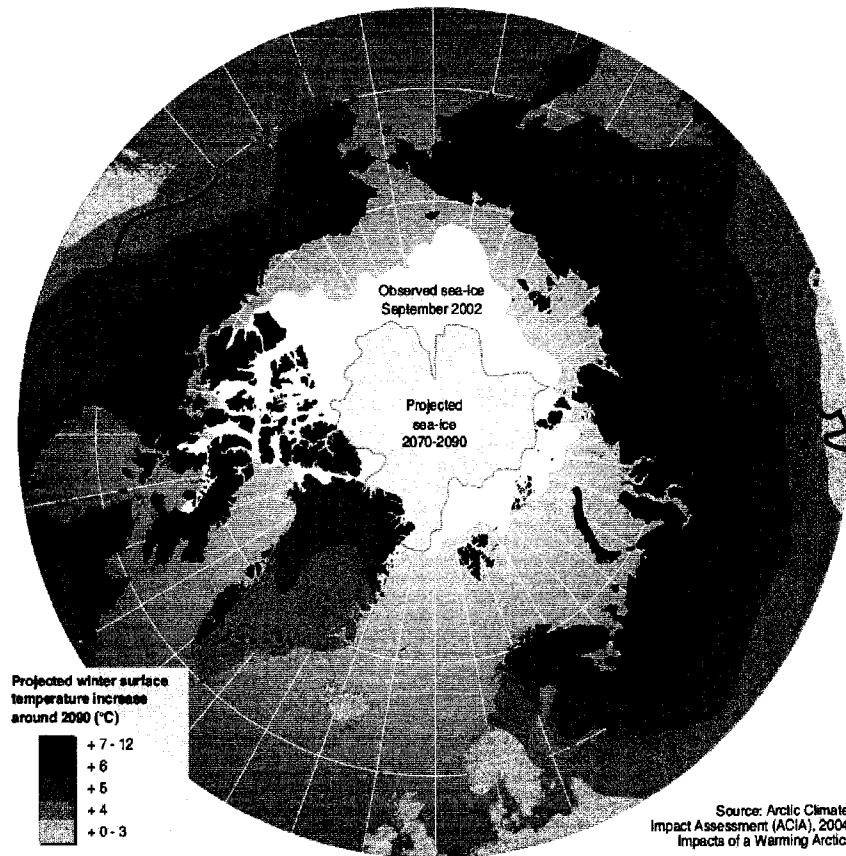 Observed sea-ice
September 2002
Projected
sea-ice
2070-2090
Projected winter surface
temperature increase
around 2090 (°C)
+ 7 - 12
+ 6
+ 5
+ 4
+ 0 - 3
Source: Arctic Climate
Impact Assessment (ACIA), 2004
Impacts of a Warming Arctic